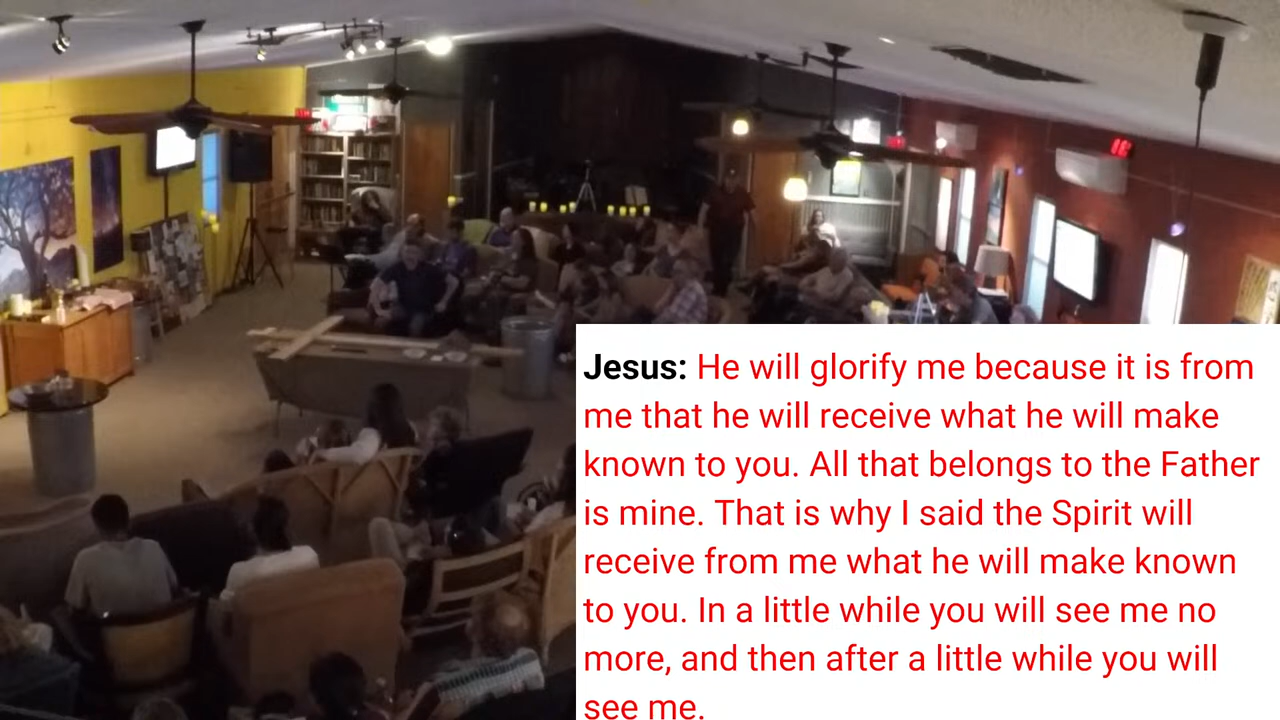 Jesus: He will glorify me because it is from
me that he will receive what he will make
known to you. All that belongs to the Father
is mine. That is why I said the Spirit will
receive from me what he will make known
to you. In a little while you will see me no
more, and then after a little while you will
see me.